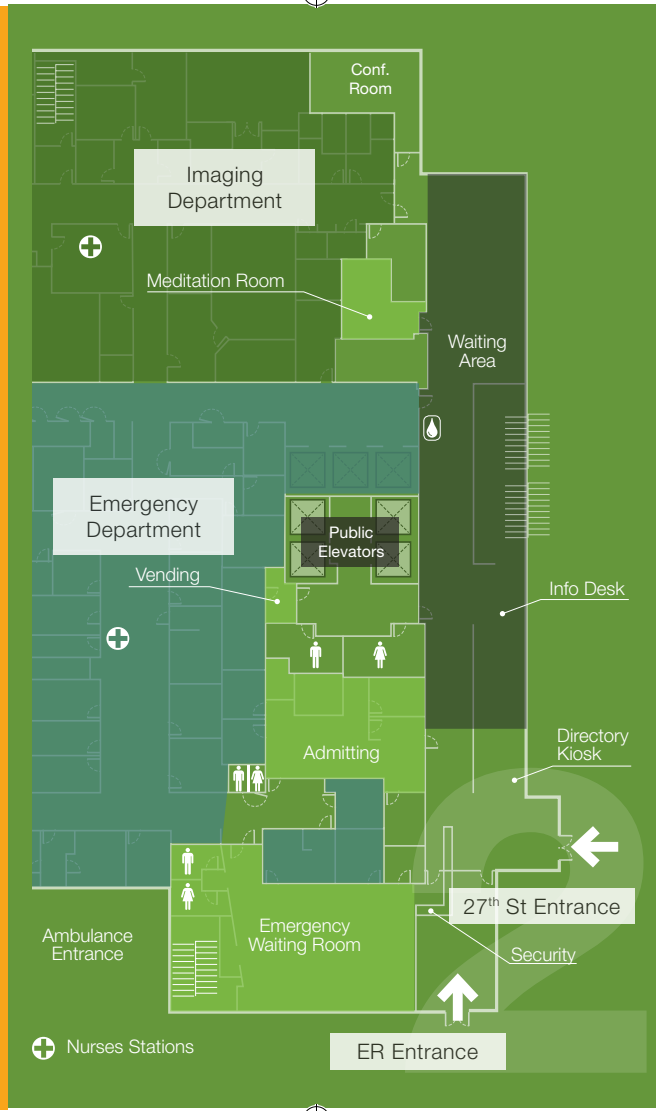 Conf.
Room
Imaging
Department
Meditation Room
Waiting
Area
Emergency
Department
Public
Elevators
Vending
Info Desk
Directory
Kiosk
Admitting
27th St Entrance
Emergency
Waiting Room
Ambulance
Entrance
Security
Nurses Stations
ER Entrance
2